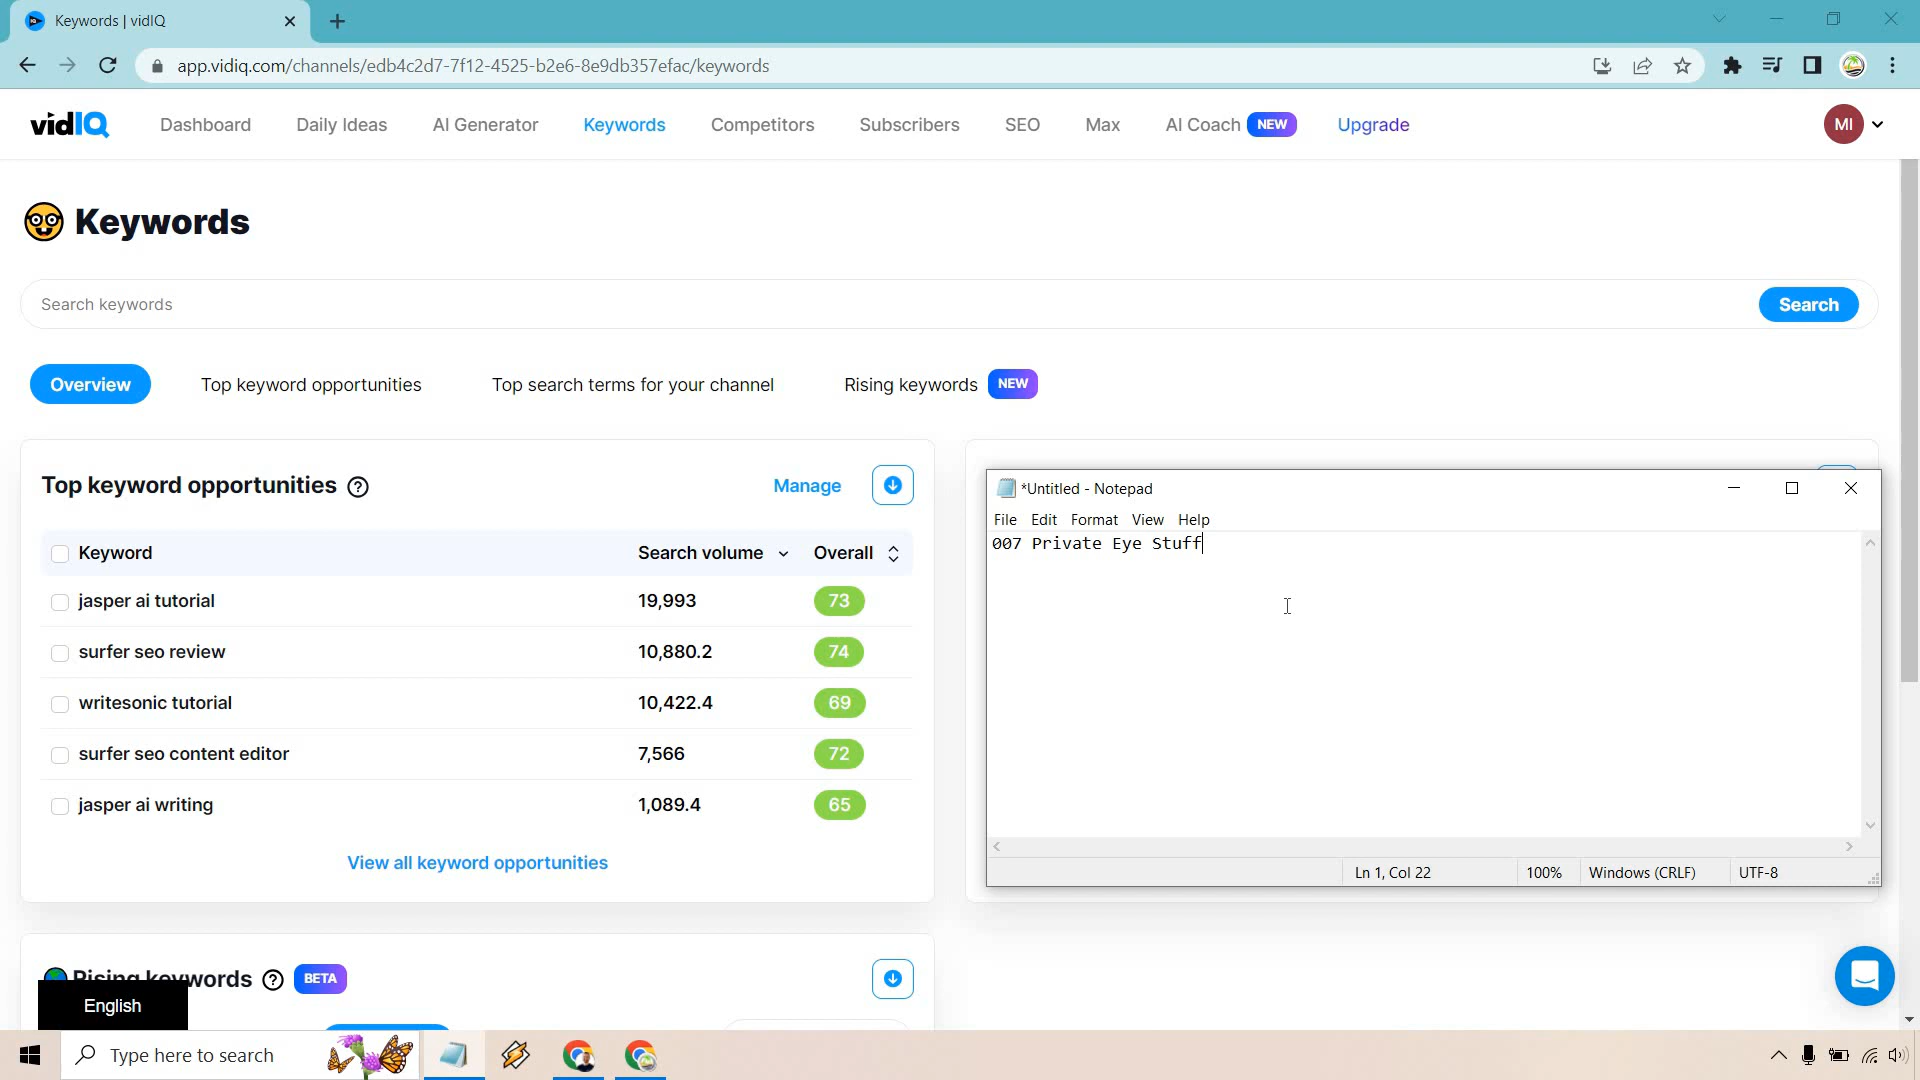 Keywords | vidIQ
app.vidiq.com/channels/edb4c2d7-7f12-4525-b2e6-8e9db357efac/keywords
vidIQ Dashboard Daily Ideas AI Generator Keywords Competitors Subscribers SEO Max AI Coach NEW Upgrade MI
Keywords
Search keywords Search
Overview Top keyword opportunities Top search terms for your channel Rising keywords NEW
Top keyword opportunities ? Manage
Keyword Search volume Overall
jasper ai tutorial 19,993 73
surfer seo review 10,880.2 74
writesonic tutorial 10,422.4 69
surfer seo content editor 7,566 72
jasper ai writing 1,089.4 65
View all keyword opportunities
*Untitled - Notepad
File Edit Format View Help
007 Private Eye Stuff
Ln 1, Col 22 100% Windows (CRLF) UTF-8
Rising keywords ? BETA
English
Type here to search